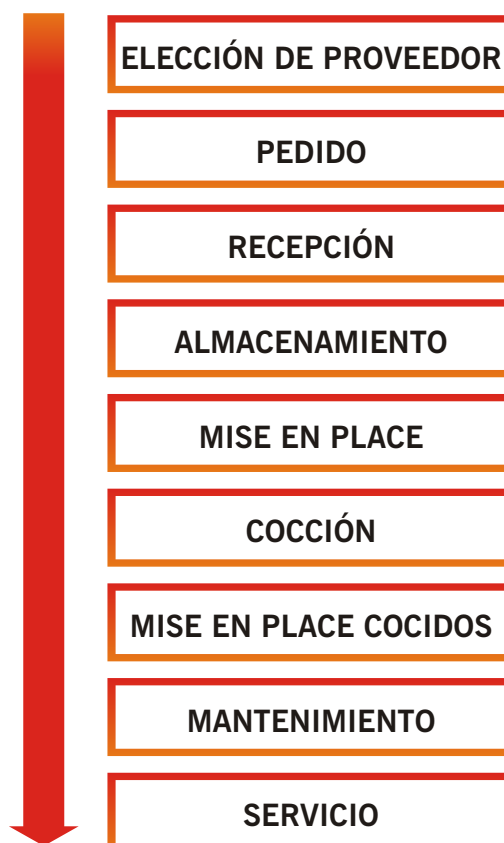 ELECCIÓN DE PROVEEDOR
PEDIDO
RECEPCIÓN
ALMACENAMIENTO
MISE EN PLACE
COCCIÓN
MISE EN PLACE COCIDOS
MANTENIMIENTO
SERVICIO